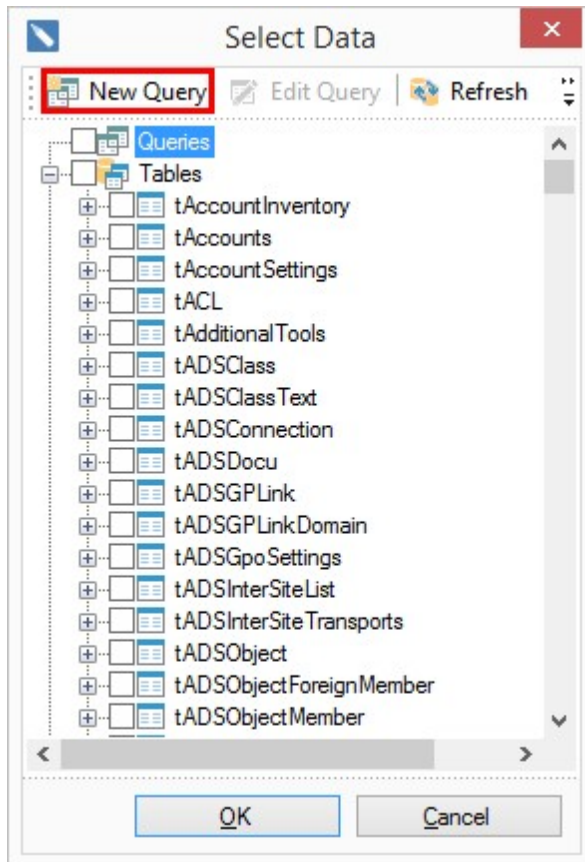 Select Data
New Query Edit Query Refresh
Queries
Tables
tAccountInventory
tAccounts
tAccountSettings
tACL
tAdditionalTools
tADSClass
tADSClassText
tADSConnection
tADSDocu
tADSGPLink
tADSGPLinkDomain
tADSGpoSettings
tADSInterSiteList
tADSInterSiteTransports
tADSObject
tADSObjectForeignMember
tADSObjectMember
OK Cancel